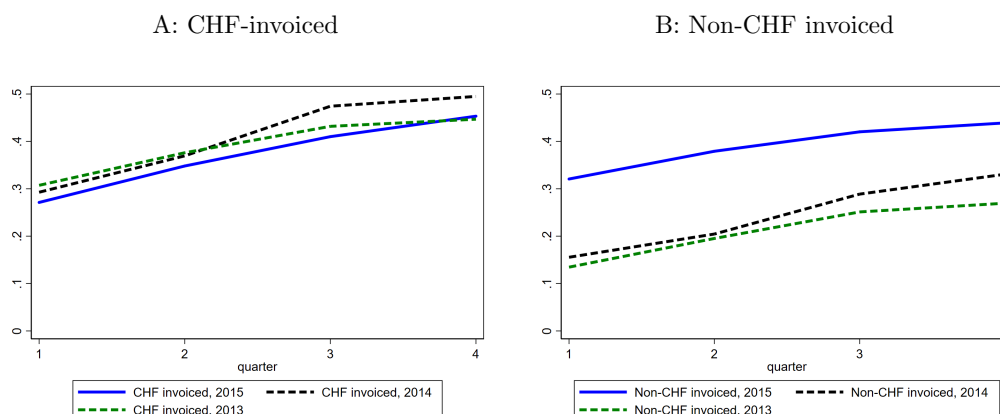 A: CHF-invoiced
.5
.4
.3
.2
.1
0
1 2 3 4
quarter
CHF invoiced, 2015 CHF invoiced, 2014
CHF invoiced, 2013
B: Non-CHF invoiced
.5
.4
.3
.2
.1
0
1 2 3
quarter
Non-CHF invoiced, 2015 Non-CHF invoiced, 2014
Non-CHF invoiced, 2013